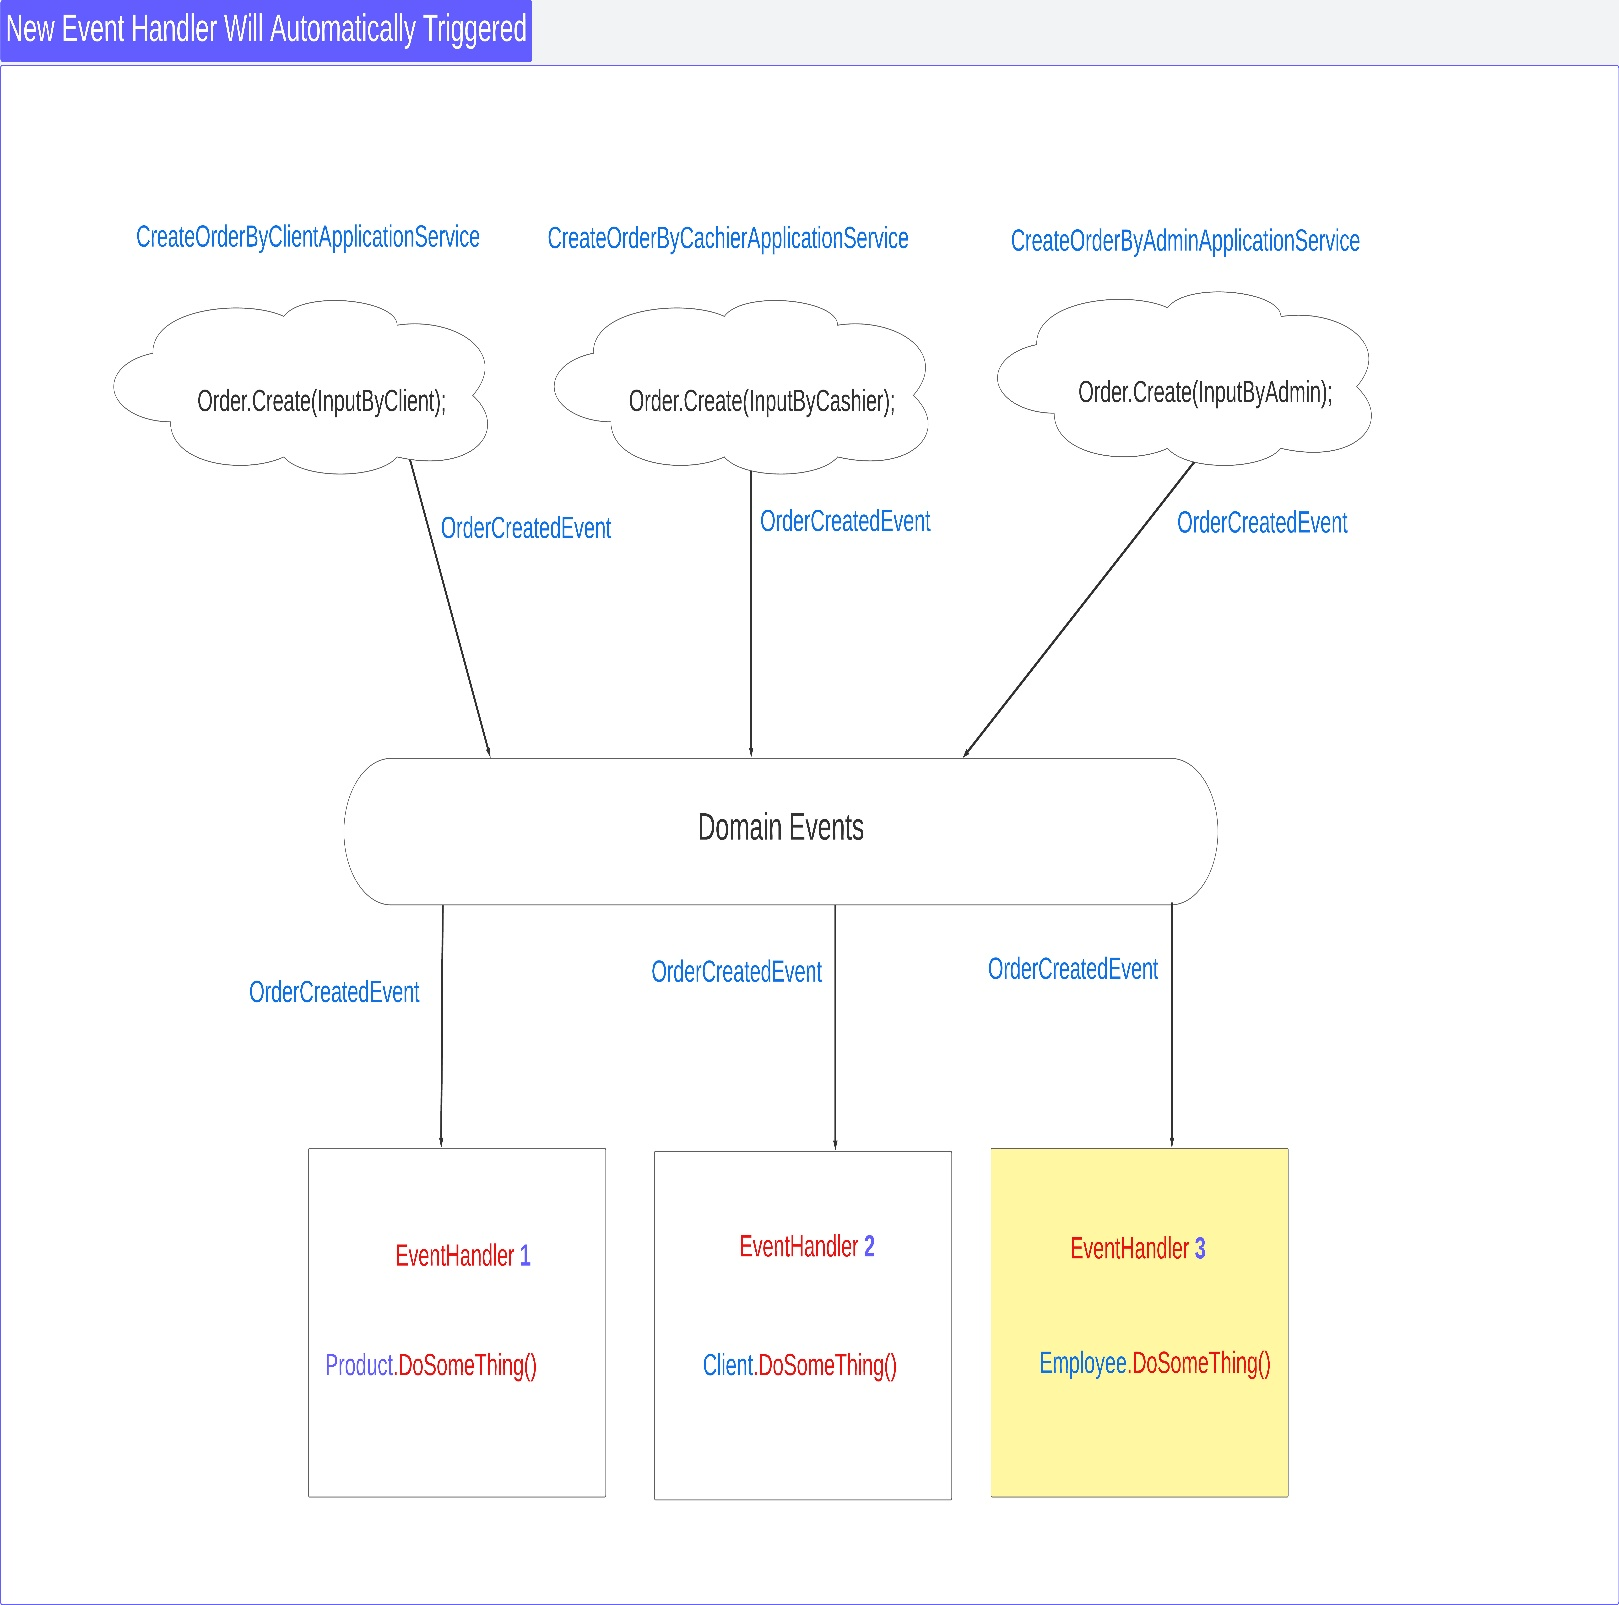 New Event Handler Will Automatically Triggered
CreateOrderByClientApplicationService
CreateOrderByCachierApplicationService
CreateOrderByAdminApplicationService
Order.Create(InputByClient);
Order.Create(InputByCashier);
Order.Create(InputByAdmin);
OrderCreatedEvent
OrderCreatedEvent
OrderCreatedEvent
Domain Events
OrderCreatedEvent
OrderCreatedEvent
OrderCreatedEvent
EventHandler 1
EventHandler 2
EventHandler 3
Product.DoSomeThing()
Client.DoSomeThing()
Employee.DoSomeThing()